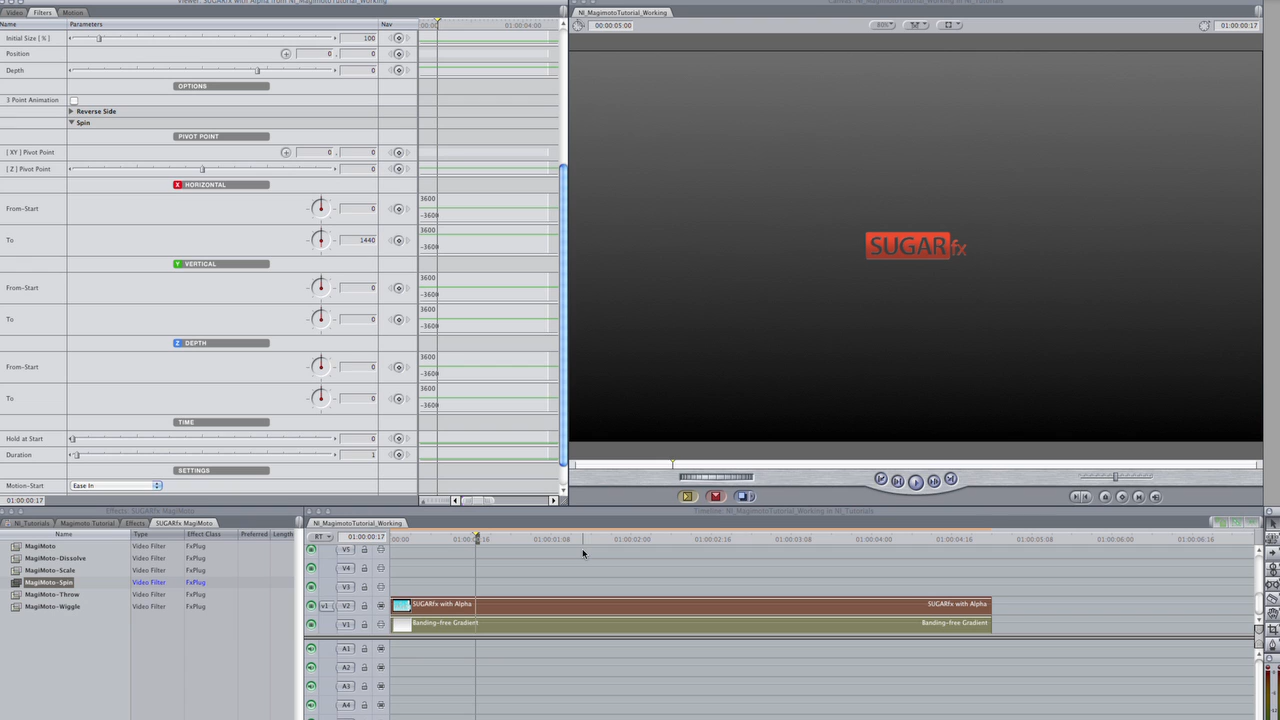 Viewer: SUGARfx with Alpha from NI_MagimotoTutorial_Working
Video Filters Motion
Name Parameters Nav 00:00 01:00:04:00
Initial Size [%] 100
Position 0 , 0
Depth 0
OPTIONS
3 Point Animation
Reverse Side
Spin
PIVOT POINT
[ XY ] Pivot Point 0 , 0
[ Z ] Pivot Point 0
X HORIZONTAL
From-Start 0 3600 -3600
To 1440 3600 -3600
Y VERTICAL
From-Start 0 3600 -3600
To 0 3600 -3600
Z DEPTH
From-Start 0 3600 -3600
To 0 3600 -3600
TIME
Hold at Start 0
Duration 1
SETTINGS
Motion-Start Ease In
01:00:00:17
Canvas: NI_MagimotoTutorial_Working in NI_Tutorials
NI_MagimotoTutorial_Working
00:00:05:00 80% 01:00:00:17
SUGARfx
Effects: SUGARfx MagiMoto
NI_Tutorials Magimoto Tutorial Effects SUGARfx MagiMoto
Name Type Effect Class Preferred Length
MagiMoto Video Filter FxPlug
MagiMoto-Dissolve Video Filter FxPlug
MagiMoto-Scale Video Filter FxPlug
MagiMoto-Spin Video Filter FxPlug
MagiMoto-Throw Video Filter FxPlug
MagiMoto-Wiggle Video Filter FxPlug
Timeline: NI_MagimotoTutorial_Working in NI_Tutorials
NI_MagimotoTutorial_Working
RT 01:00:00:17 00:00 01:00:01:08 01:00:02:00 01:00:02:16 01:00:03:08 01:00:04:00 01:00:04:16 01:00:05:08 01:00:06:00 01:00:06:16
V5
V4
V3
v1 V2 SUGARfx with Alpha SUGARfx with Alpha
V1 Banding-free Gradient Banding-free Gradient
A1
A2
A3
A4